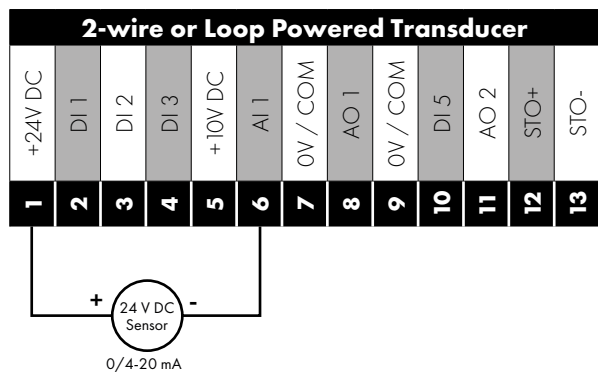 2-wire or Loop Powered Transducer
+24V DC
DI 1
DI 2
DI 3
+10V DC
AI 1
0V / COM
AO 1
0V / COM
DI 5
AO 2
STO+
STO-
1 2 3 4 5 6 7 8 9 10 11 12 13
+ -
24 V DC
Sensor
0/4-20 mA